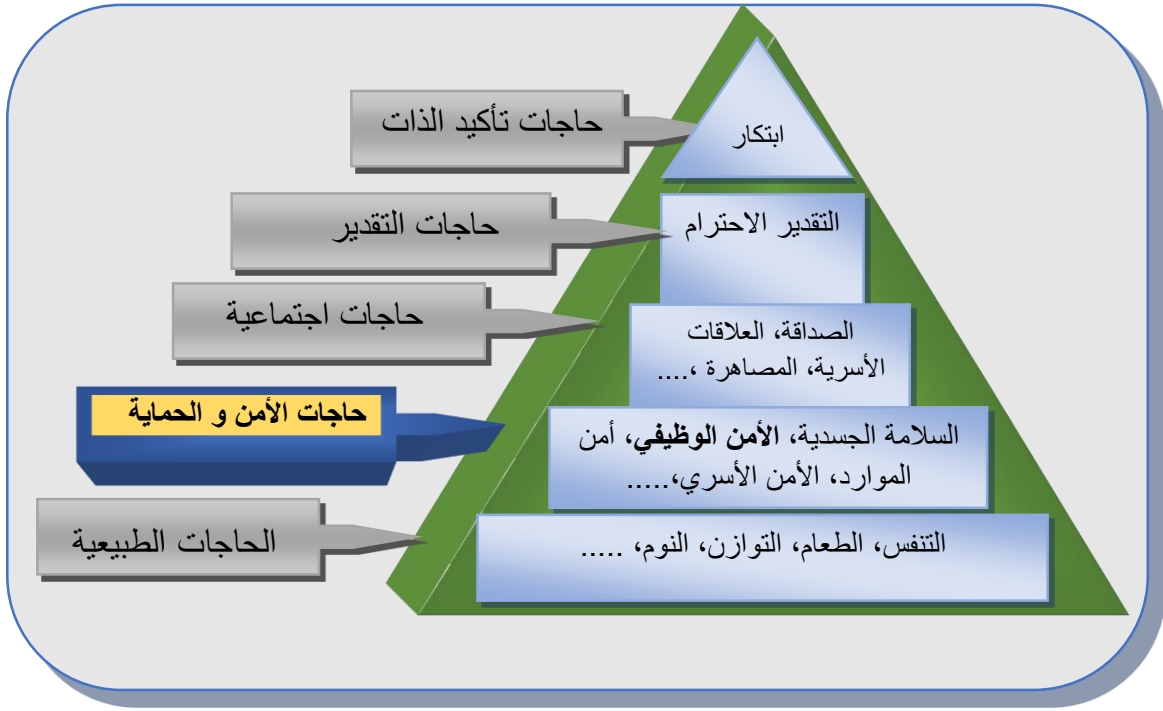 حاجات تأكيد الذات
ابتكار
حاجات التقدير
التقدير الاحترام
حاجات اجتماعية
الصداقة، العلاقات
الأسرية، المصاهرة ،....
حاجات الأمن و الحماية
السلامة الجسدية، الأمن الوظيفي، أمن
الموارد، الأمن الأسري،.....
الحاجات الطبيعية
التنفس، الطعام، التوازن، النوم، .....